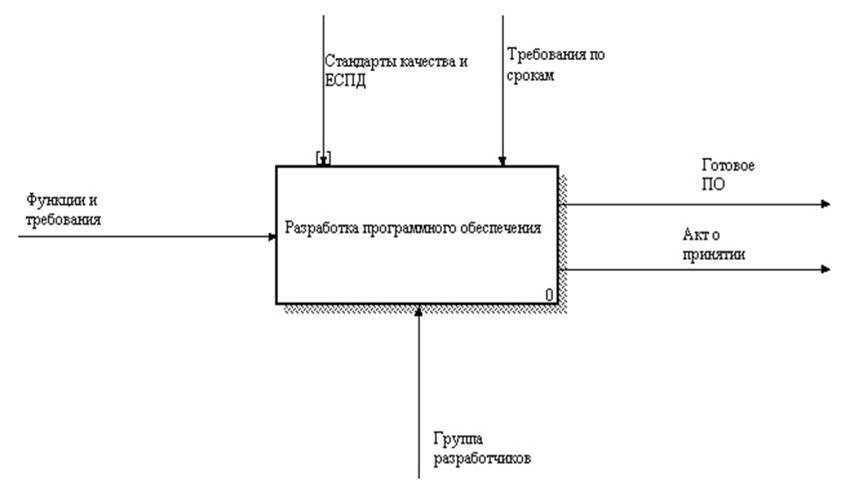 Стандарты качества и
ЕСПД
Требования по
срокам
Готовое
ПО
Функции и
требования
Разработка программного обеспечения
Акт о
принятии
0
Группа
разработчиков